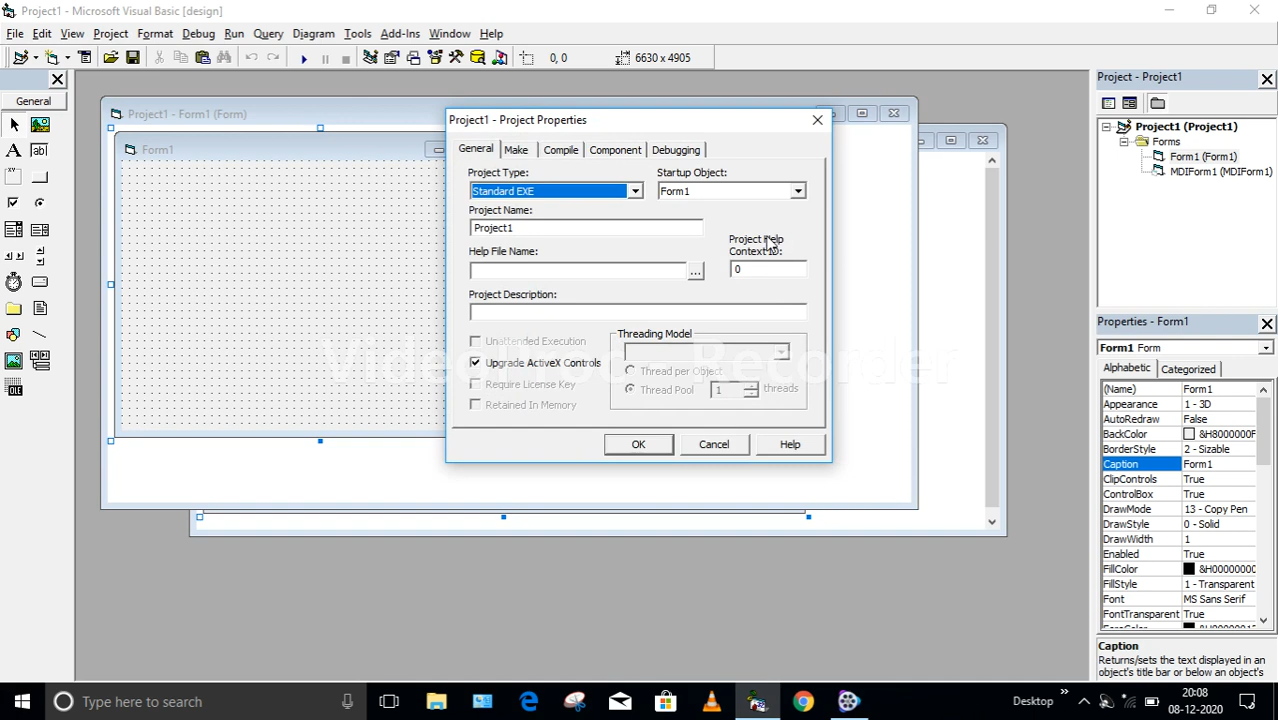 Project1 - Microsoft Visual Basic [design]
File Edit View Project Format Debug Run Query Diagram Tools Add-Ins Window Help
0, 0 6630 x 4905
General
Project1 - Form1 (Form)
Form1
Project1 - Project Properties
General Make Compile Component Debugging
Project Type: Startup Object:
Standard EXE Form1
Project Name:
Project1
Project Help
Context ID:
Help File Name:
...
0
Project Description:
Unattended Execution
Upgrade ActiveX Controls
Require License Key
Retained In Memory
Threading Model
Thread per Object
Thread Pool 1 threads
OK Cancel Help
Project - Project1
Project1 (Project1)
Forms
Form1 (Form1)
MDIForm1 (MDIForm1)
Properties - Form1
Form1 Form
Alphabetic Categorized
(Name) Form1
Appearance 1 - 3D
AutoRedraw False
BackColor &H8000000F
BorderStyle 2 - Sizable
Caption Form1
ClipControls True
ControlBox True
DrawMode 13 - Copy Pen
DrawStyle 0 - Solid
DrawWidth 1
Enabled True
FillColor &H0000000
FillStyle 1 - Transparent
Font MS Sans Serif
FontTransparent True
Caption
Returns/sets the text displayed in an
object's title bar or below an object's
Type here to search
Desktop
20:08
08-12-2020